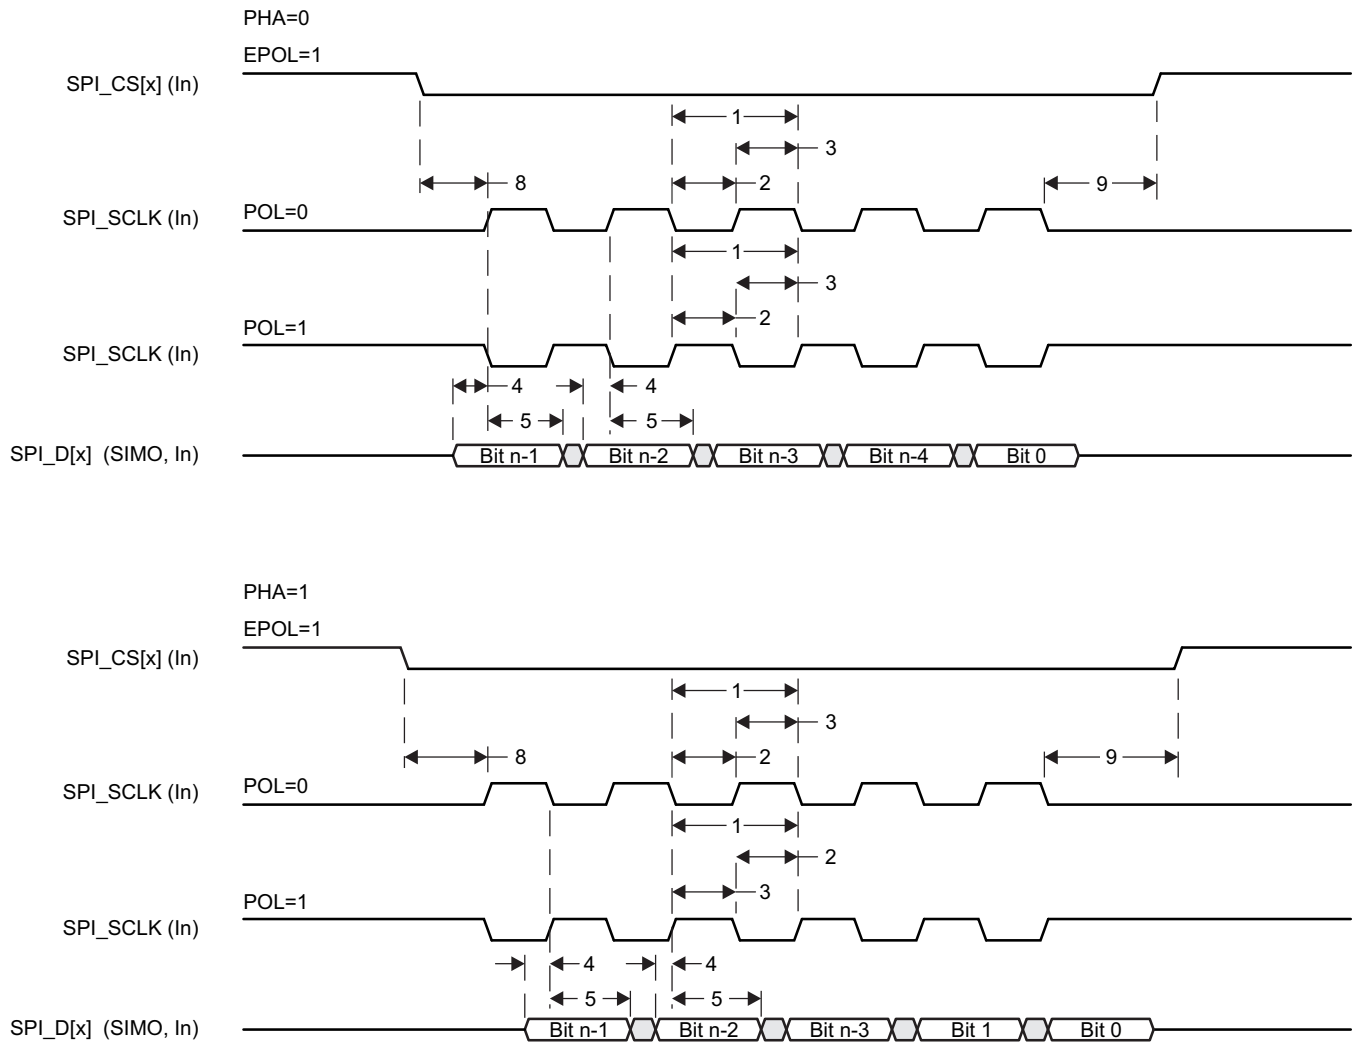 PHA=0
EPOL=1
SPI_CS[x] (In)
1
3
8
2
9
SPI_SCLK (In)
POL=0
1
3
2
POL=1
SPI_SCLK (In)
4
4
5
5
SPI_D[x] (SIMO, In)
Bit n-1
Bit n-2
Bit n-3
Bit n-4
Bit 0
PHA=1
EPOL=1
SPI_CS[x] (In)
1
3
8
2
9
SPI_SCLK (In)
POL=0
1
2
3
POL=1
SPI_SCLK (In)
4
4
5
5
SPI_D[x] (SIMO, In)
Bit n-1
Bit n-2
Bit n-3
Bit 1
Bit 0